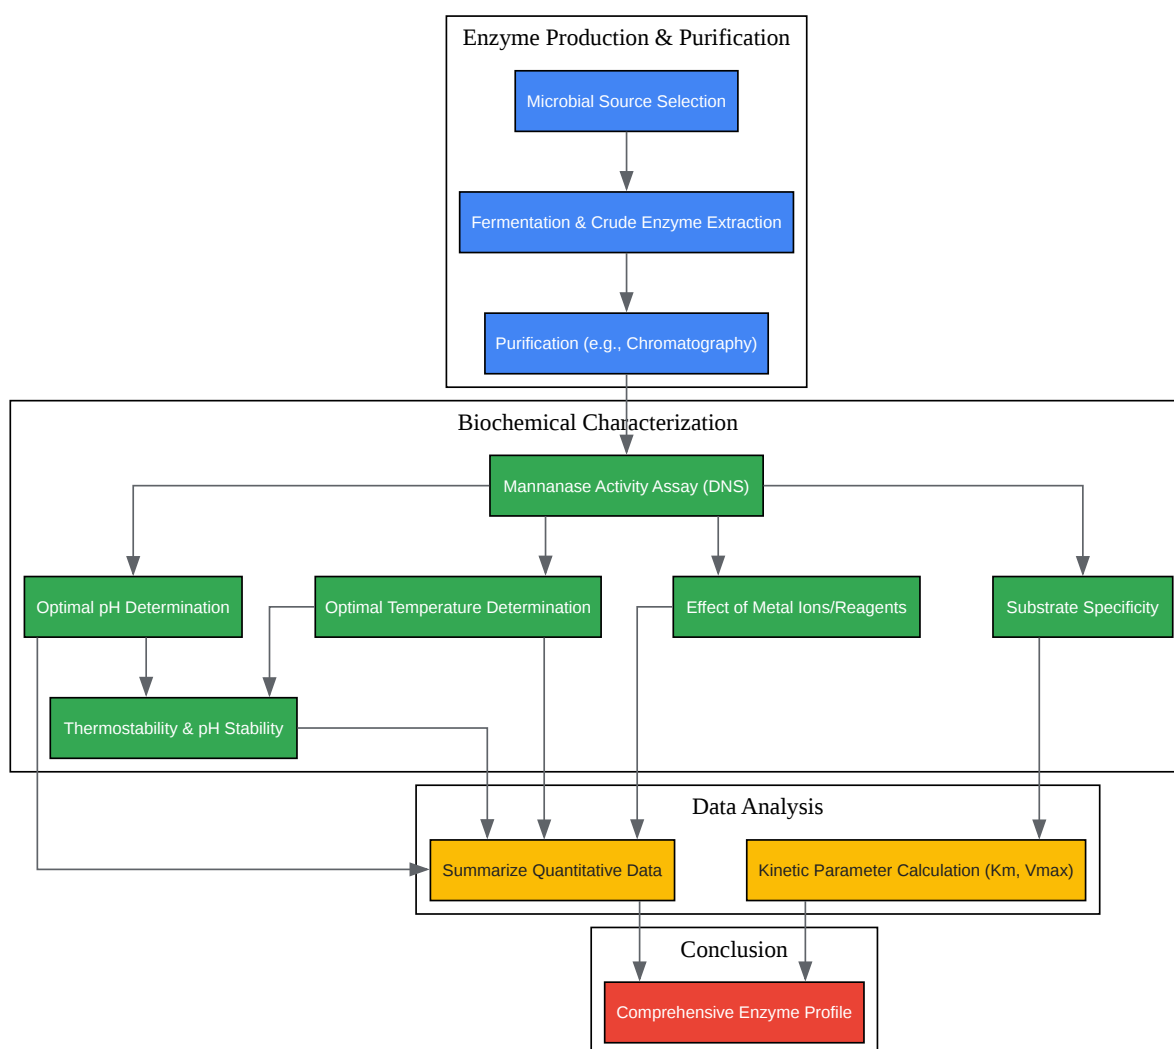 Enzyme Production & Purification
Microbial Source Selection
Fermentation & Crude Enzyme Extraction
Purification (e.g., Chromatography)
Biochemical Characterization
Mannanase Activity Assay (DNS)
Optimal pH Determination
Optimal Temperature Determination
Effect of Metal Ions/Reagents
Substrate Specificity
Thermostability & pH Stability
Data Analysis
Summarize Quantitative Data
Kinetic Parameter Calculation (Km, Vmax)
Conclusion
Comprehensive Enzyme Profile